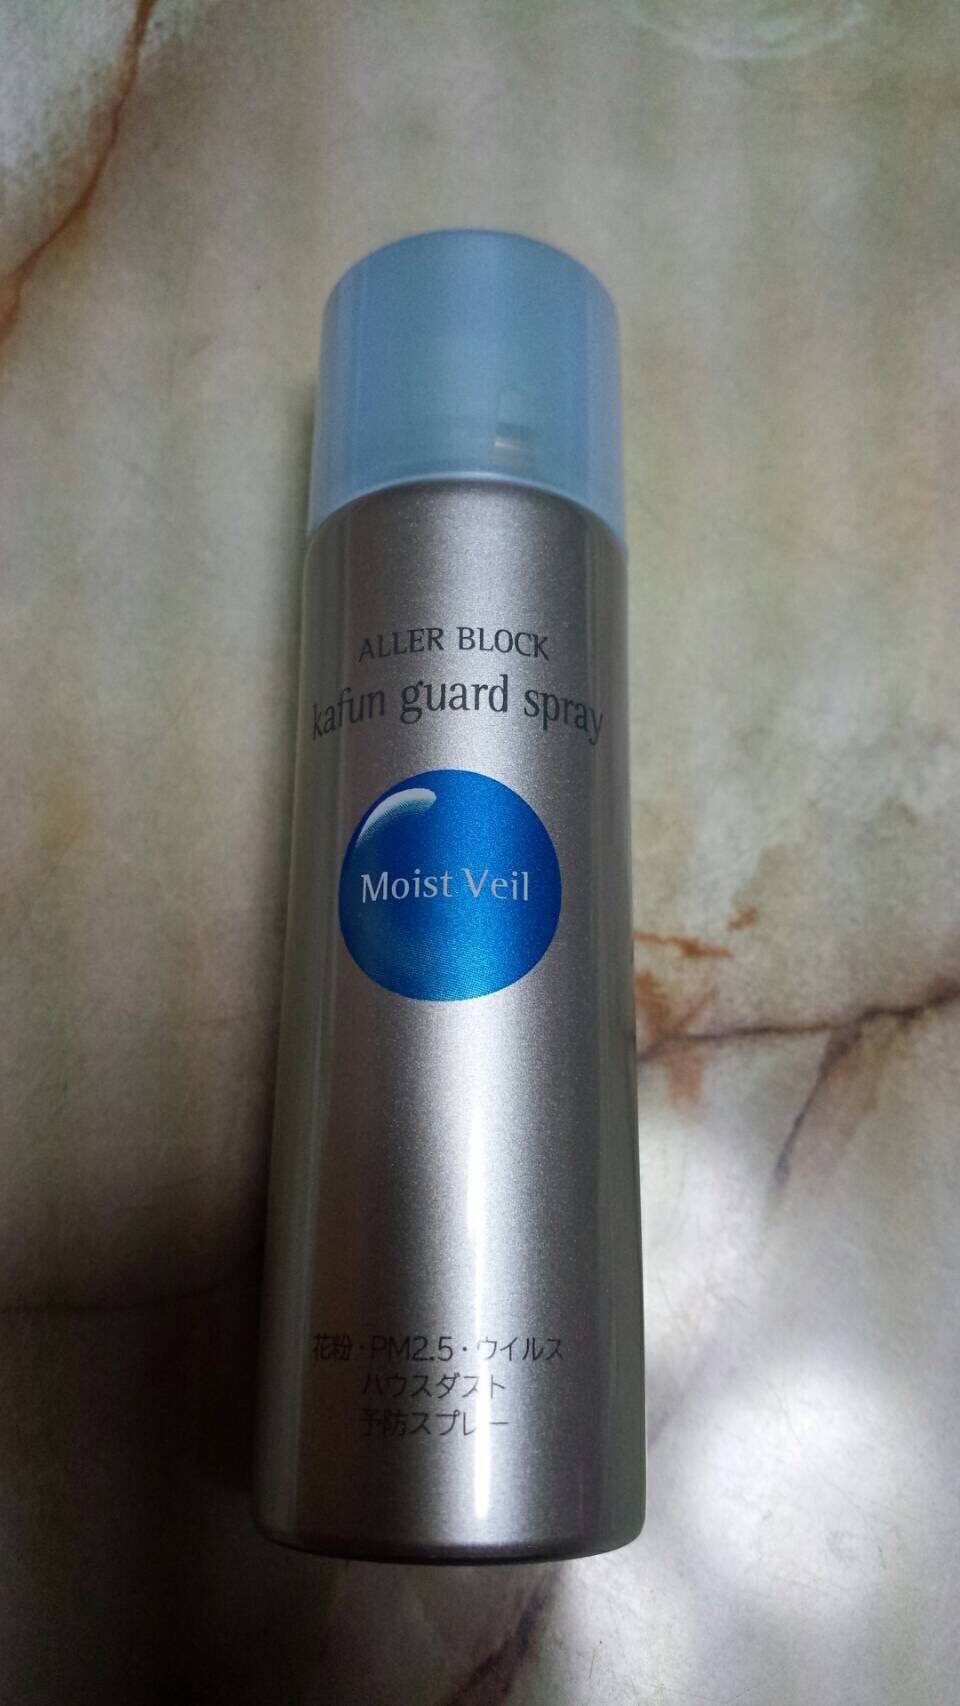 ALLER BLOCK
kafun guard spray
Moist Veil
花粉・PM2.5・ウイルス
ハウスダスト
予防スプレー